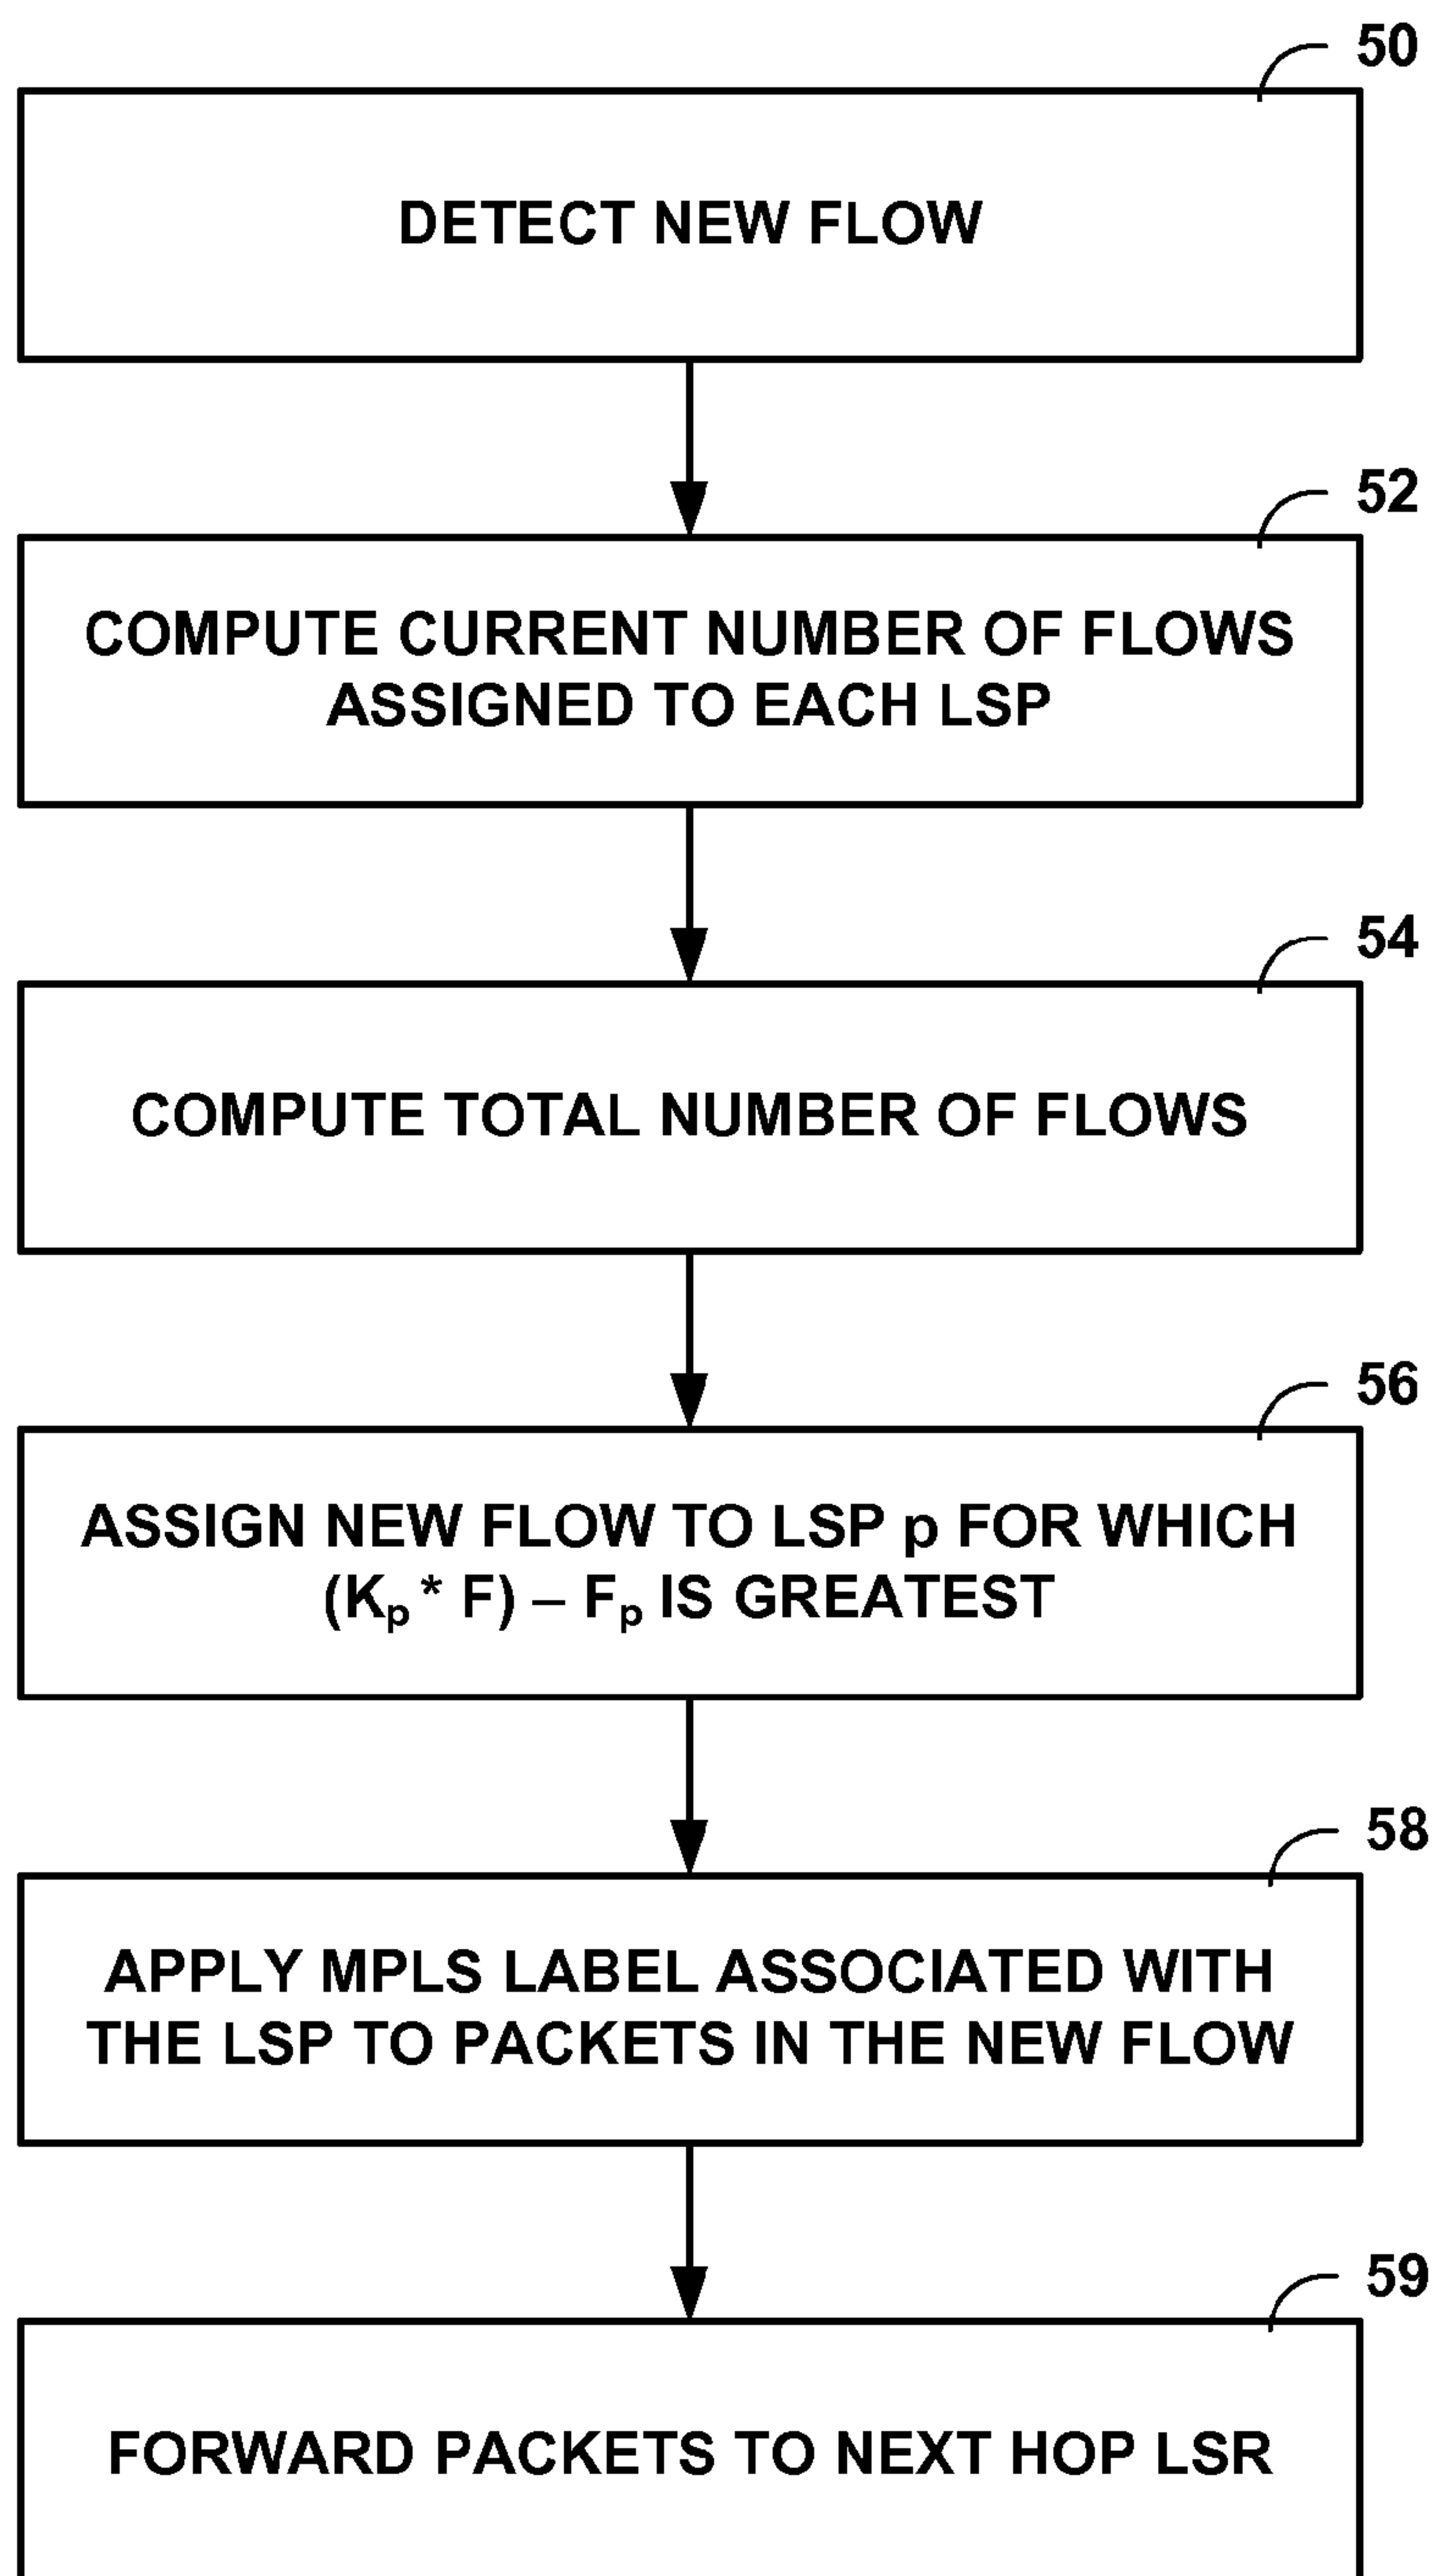 50
DETECT NEW FLOW
52
COMPUTE CURRENT NUMBER OF FLOWS
ASSIGNED TO EACH LSP
54
COMPUTE TOTAL NUMBER OF FLOWS
56
ASSIGN NEW FLOW TO LSP p FOR WHICH
(Kp * F) – Fp IS GREATEST
58
APPLY MPLS LABEL ASSOCIATED WITH
THE LSP TO PACKETS IN THE NEW FLOW
59
FORWARD PACKETS TO NEXT HOP LSR